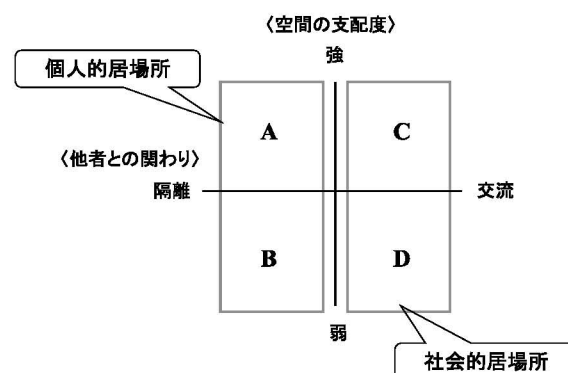 〈空間の支配度〉
強
個人的居場所
A
C
〈他者との関わり〉
隔離
交流
B
D
弱
社会的居場所